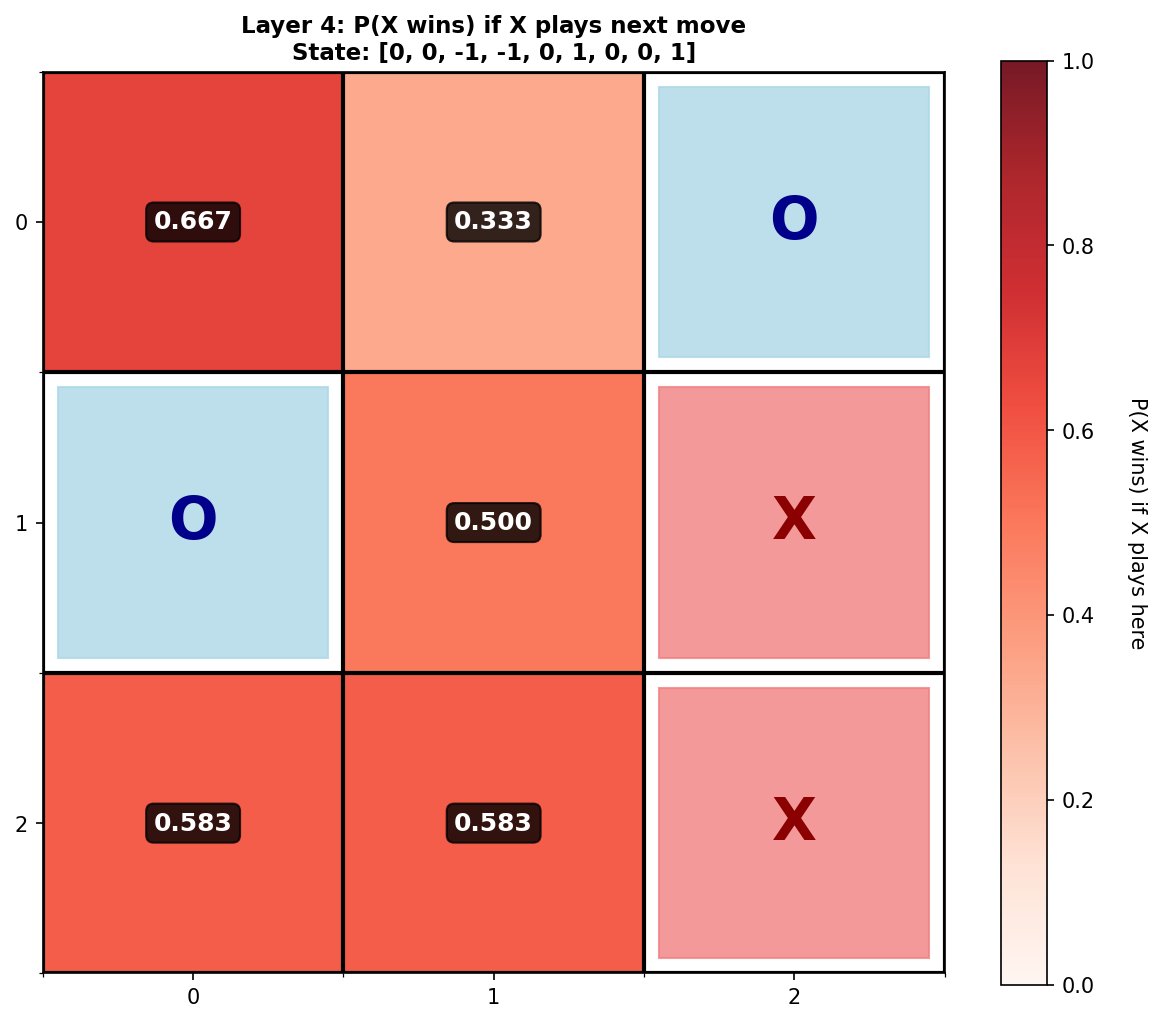 Layer 4: P(X wins) if X plays next move
State: [0, 0, -1, -1, 0, 1, 0, 0, 1]
1.0
0.8
0.6
0.4
0.2
0.0
P(X wins) if X plays here
0
0.667
0.333
O
1
O
0.500
X
2
0.583
0.583
X
0
1
2